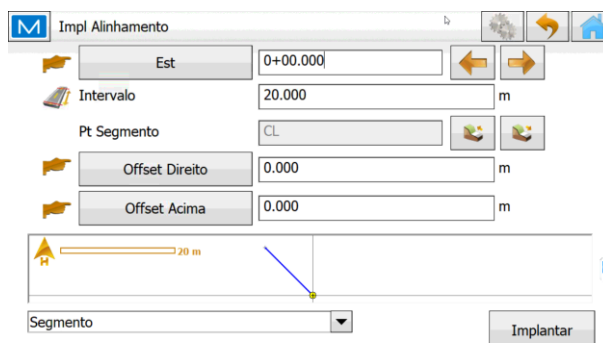 M Impl Alinhamento
Est 0+00.000
Intervalo 20.000 m
Pt Segmento CL
Offset Direito 0.000 m
Offset Acima 0.000 m
20 m
Segmento
Implantar